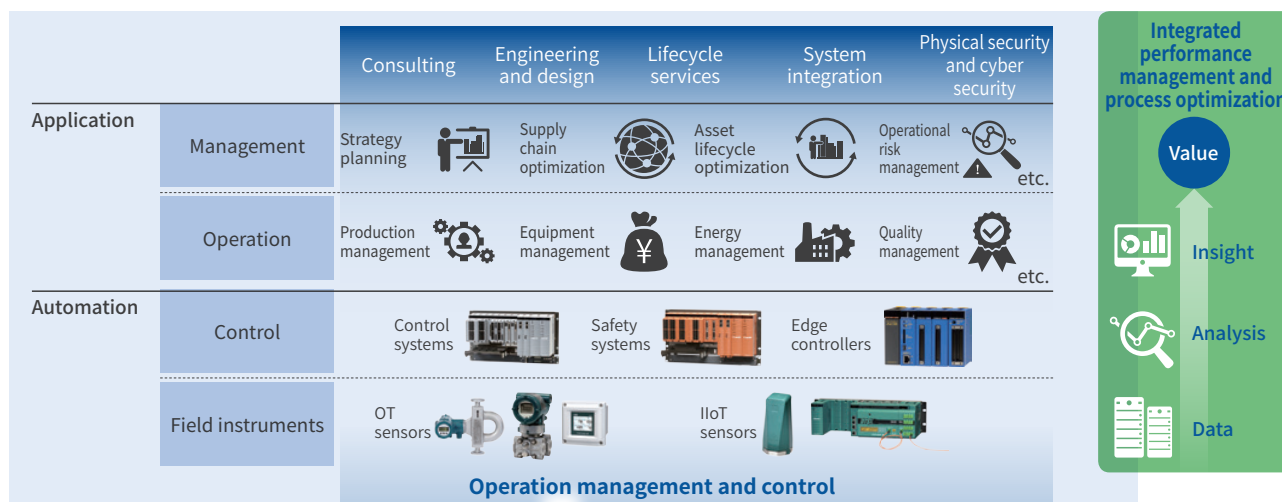 Consulting
Engineering
and design
Lifecycle
services
System
integration
Physical security
and cyber
security
Application
Management
Strategy
planning
Supply
chain
optimization
Asset
lifecycle
optimization
Operational
risk
management
etc.
Operation
Production
management
Equipment
management
¥
Energy
management
Quality
management
etc.
Automation
Control
Control
systems
Safety
systems
Edge
controllers
Field instruments
OT
sensors
IIoT
sensors
Operation management and control
Integrated
performance
management and
process optimization
Value
Insight
Analysis
Data